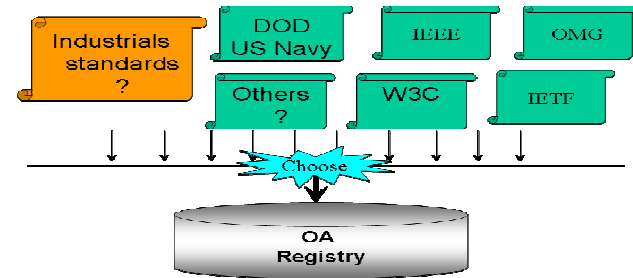 Industrials
standards
?
DOD
US Navy
IEEE
OMG
Others
?
W3C
IETF
Choose
OA
Registry